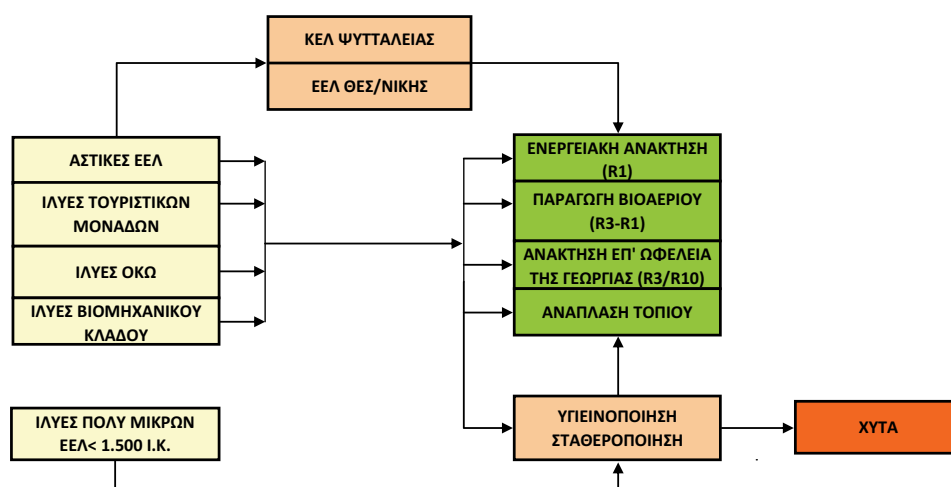 ΚΕΛ ΨΥΤΤΑΛΕΙΑΣ
ΕΕΛ ΘΕΣ/ΝΙΚΗΣ
ΑΣΤΙΚΕΣ ΕΕΛ
ΙΛΥΕΣ ΤΟΥΡΙΣΤΙΚΩΝ
ΜΟΝΑΔΩΝ
ΙΛΥΕΣ ΟΚΩ
ΙΛΥΕΣ ΒΙΟΜΗΧΑΝΙΚΟΥ
ΚΛΑΔΟΥ
ΕΝΕΡΓΕΙΑΚΗ ΑΝΑΚΤΗΣΗ
(R1)
ΠΑΡΑΓΩΓΗ ΒΙΟΑΕΡΙΟΥ
(R3-R1)
ΑΝΑΚΤΗΣΗ ΕΠ' ΩΦΕΛΕΙΑ
ΤΗΣ ΓΕΩΡΓΙΑΣ (R3/R10)
ΑΝΑΠΛΑΣΗ ΤΟΠΙΟΥ
ΙΛΥΕΣ ΠΟΛΥ ΜΙΚΡΩΝ
ΕΕΛ< 1.500 Ι.Κ.
ΥΓΙΕΙΝΟΠΟΙΗΣΗ
ΣΤΑΘΕΡΟΠΟΙΗΣΗ
ΧΥΤΑ